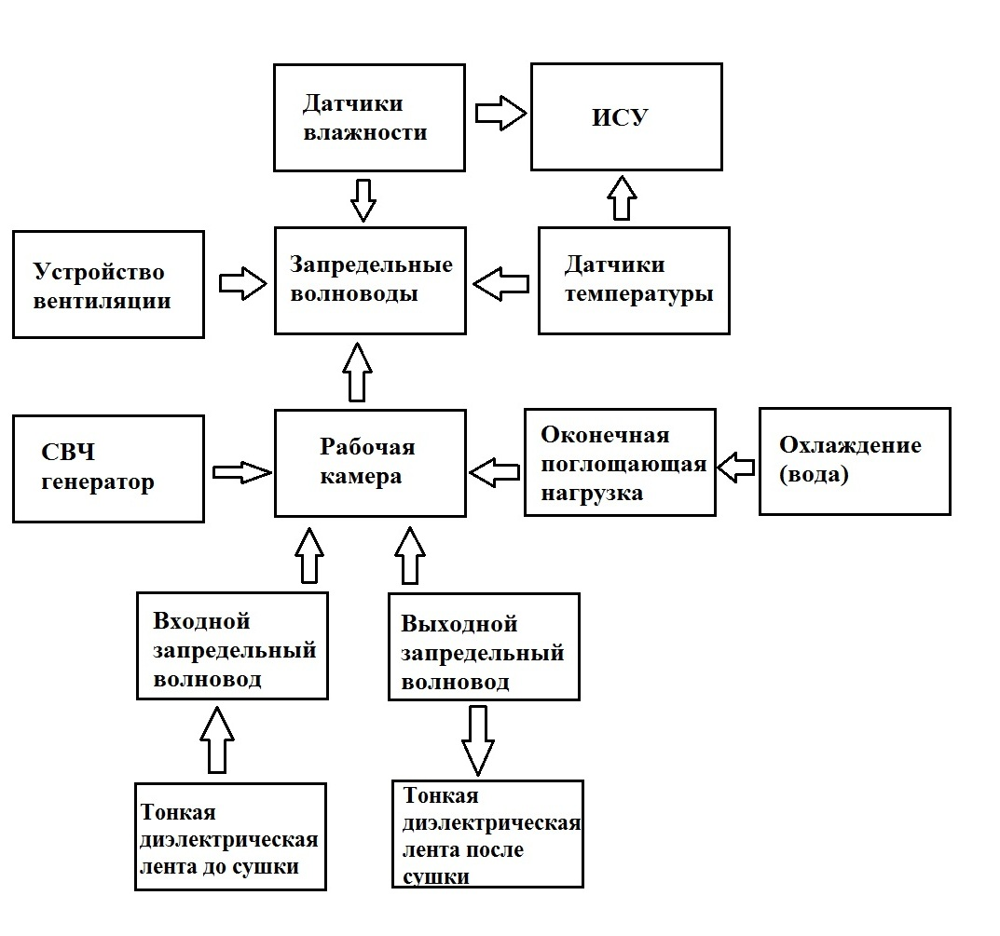 Датчики
влажности
ИСУ
Устройство
вентиляции
Запредельные
волноводы
Датчики
температуры
СВЧ
генератор
Рабочая
камера
Оконечная
поглощающая
нагрузка
Охлаждение
(вода)
Входной
запредельный
волновод
Выходной
запредельный
волновод
Тонкая
диэлектрическая
лента до сушки
Тонкая
диэлектрическая
лента после
сушки